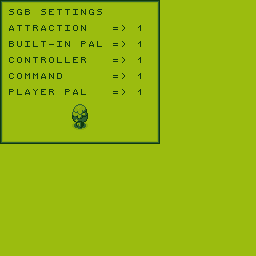 SGB SETTINGS
ATTRACTION => 1
BUILT-IN PAL => 1
CONTROLLER => 1
COMMAND => 1
PLAYER PAL => 1